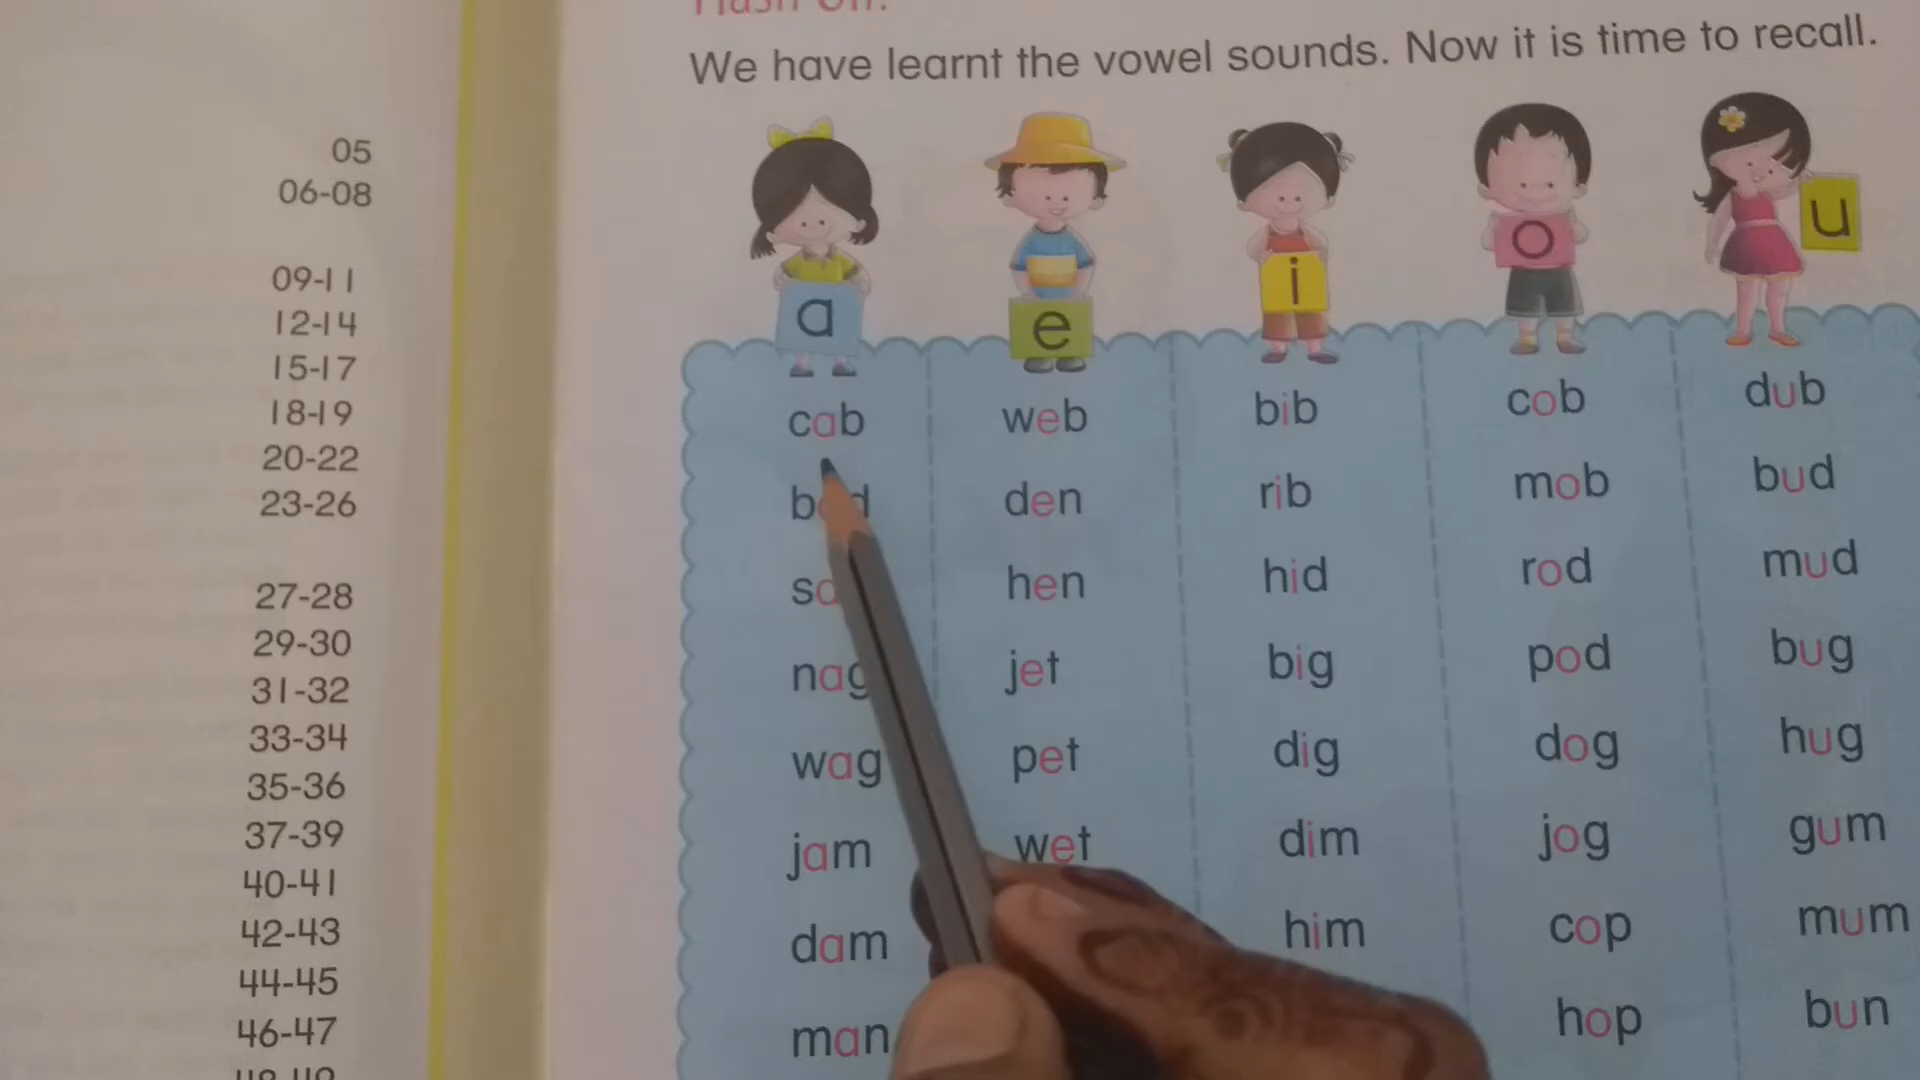 05
06-08
09-11
12-14
15-17
18-19
20-22
23-26
27-28
29-30
31-32
33-34
35-36
37-39
40-41
42-43
44-45
46-47
We have learnt the vowel sounds. Now it is time to recall.
a e i o u
cab web bib cob dub
den rib mob bud
hen hid rod mud
nag jet big pod bug
wag pet dig dog hug
jam wet dim jog gum
dam him cop mum
man hop bun